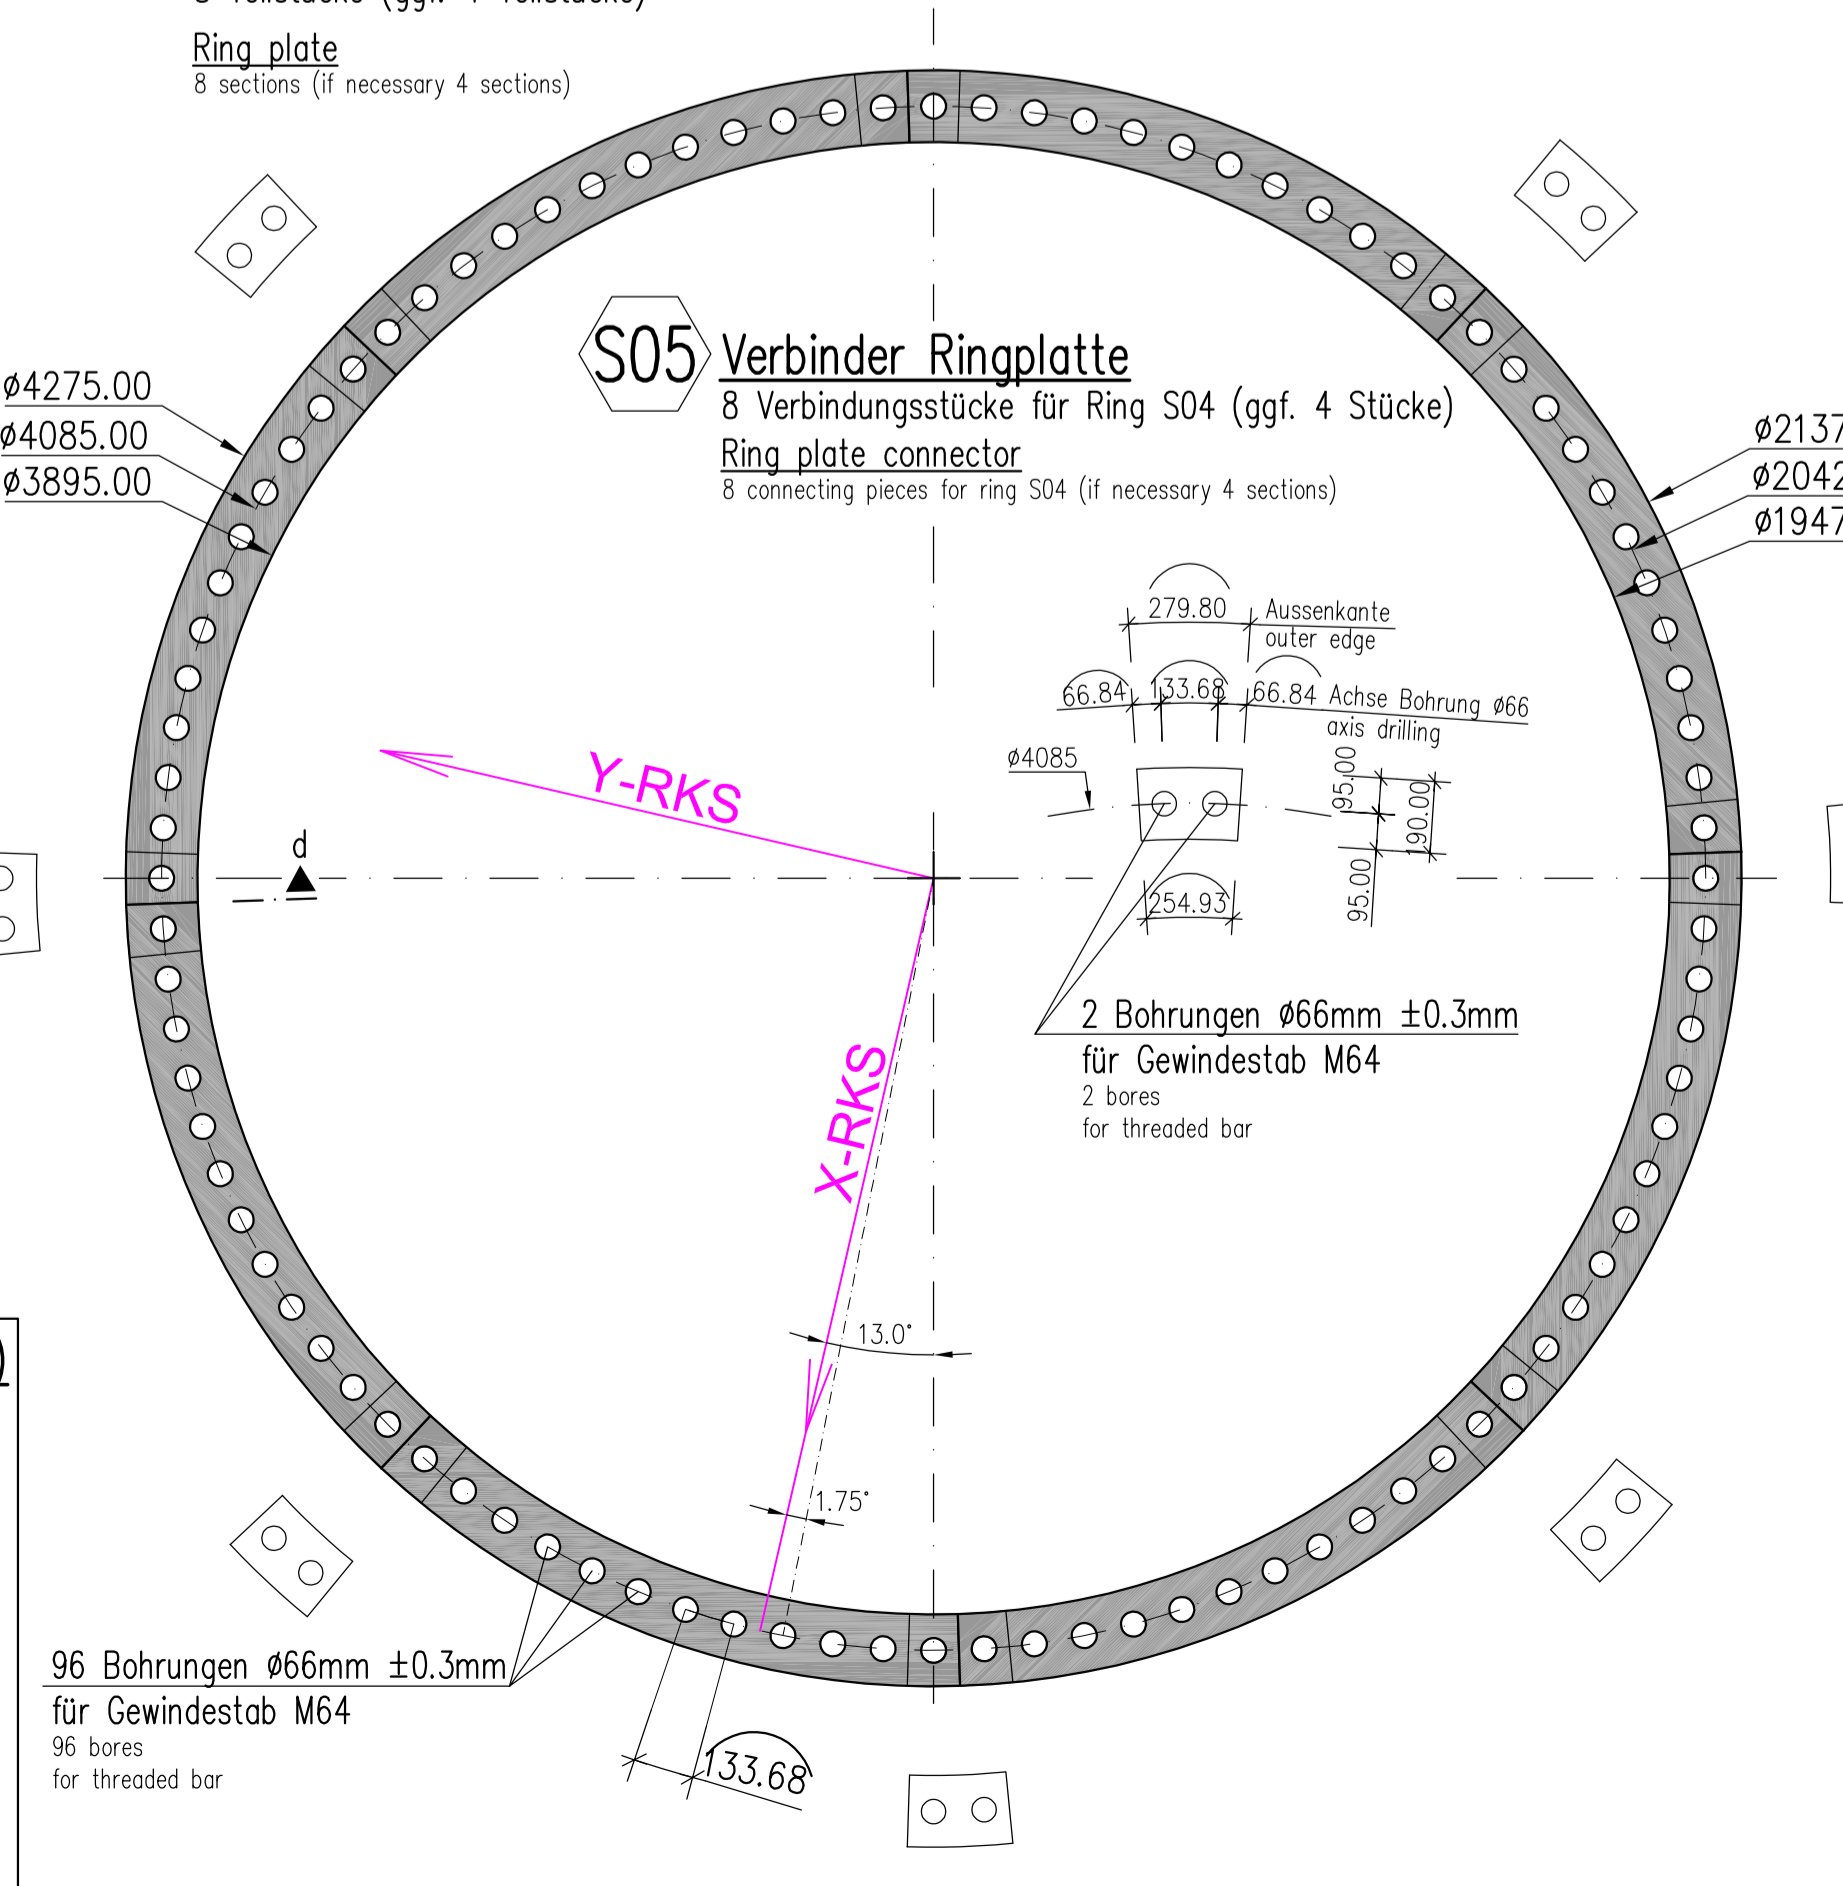 Ring plate
8 sections (if necessary 4 sections)
S05
Verbinder Ringplatte
8 Verbindungsstücke für Ring S04 (ggf. 4 Stücke)
Ring plate connector
8 connecting pieces for ring S04 (if necessary 4 sections)
ø4275.00
ø4085.00
ø3895.00
ø2137
ø2042
ø1947
279.80 Aussenkante
outer edge
66.84 133.68 66.84 Achse Bohrung ø66
axis drilling
ø4085
95.00
190.00
95.00
254.93
Y-RKS
d
X-RKS
2 Bohrungen ø66mm ±0.3mm
für Gewindestab M64
2 bores
for threaded bar
13.0°
1.75°
96 Bohrungen ø66mm ±0.3mm
für Gewindestab M64
96 bores
for threaded bar
133.68